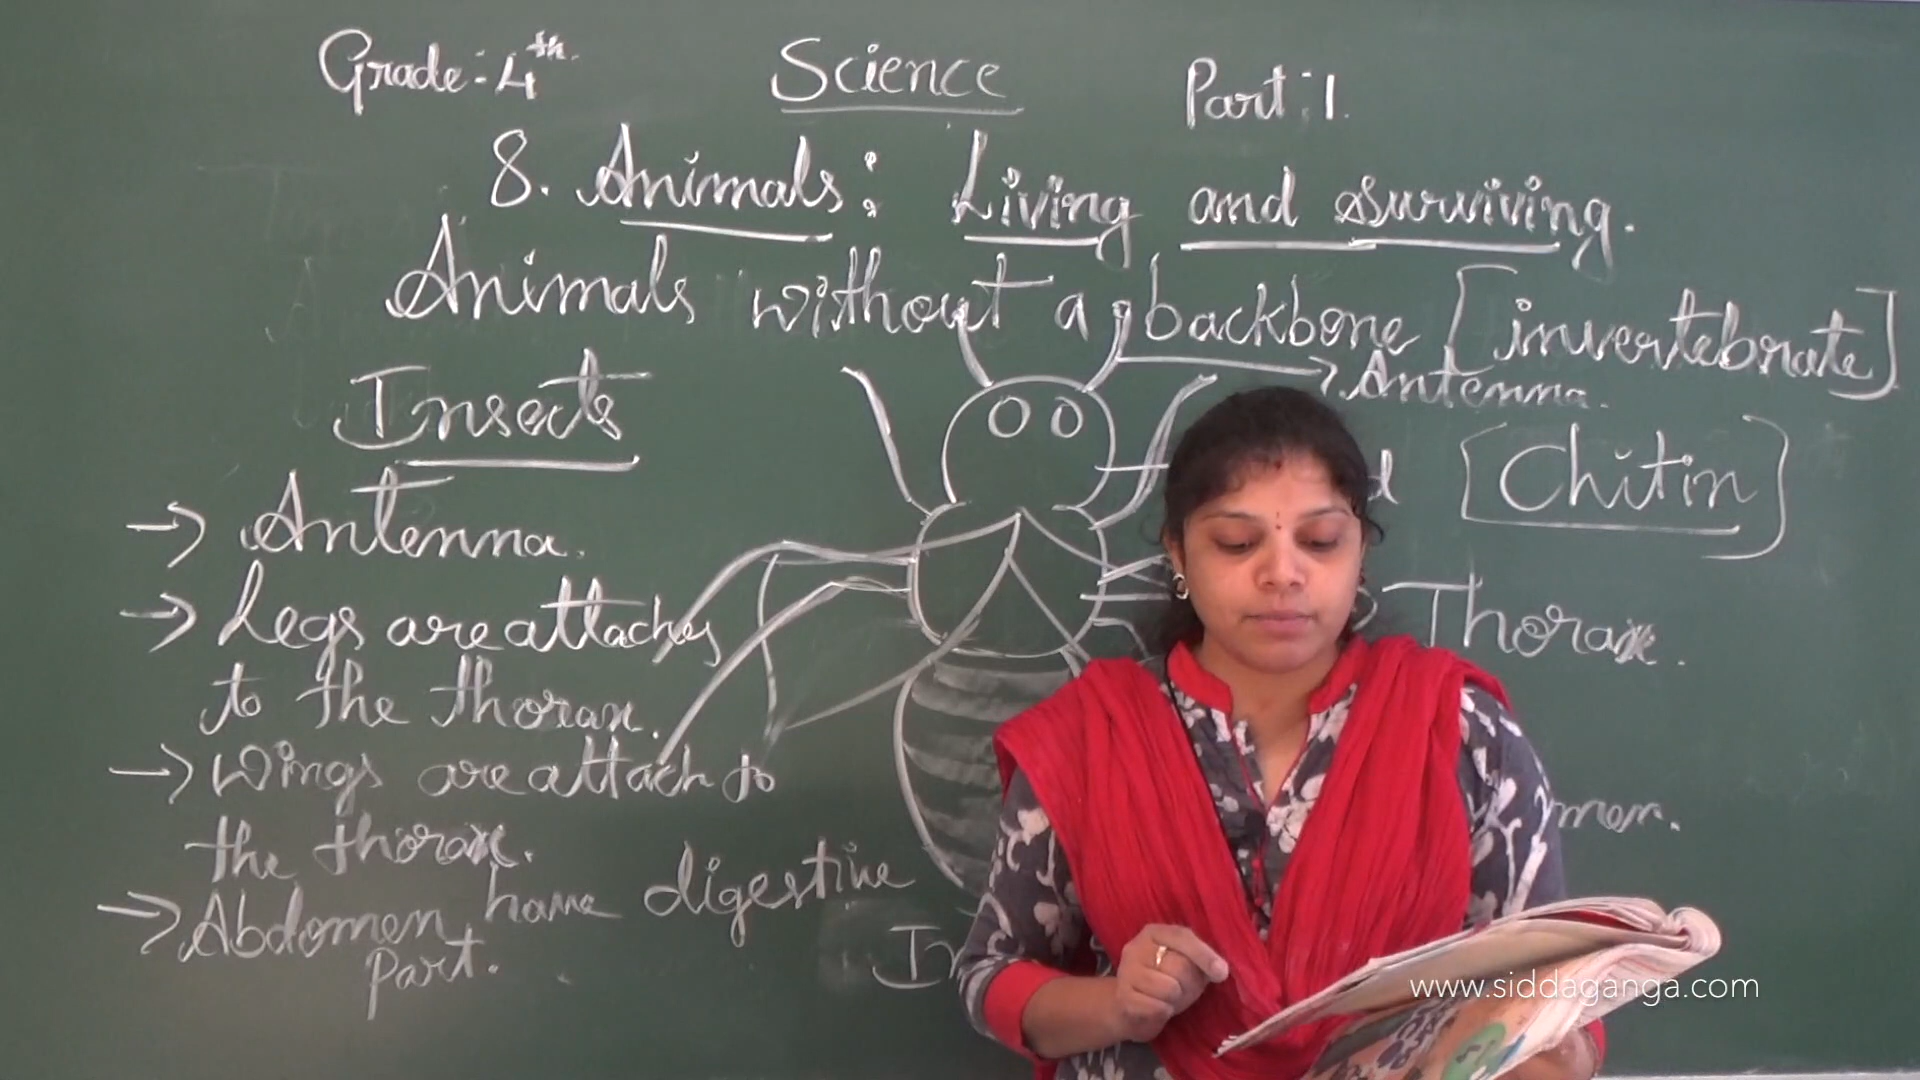 Grade:- 4th. Science Part:1.
8. Animals: Living and surviving.
Animals without a backbone [invertebrate]
Insects
Antenna.
[Chitin]
→ Antenna.
→ Legs are attaches
to the thorax.
Thorax.
→ Wings are attach to
the thorax.
→ Abdomen have digestive
part.
www.siddaganga.com